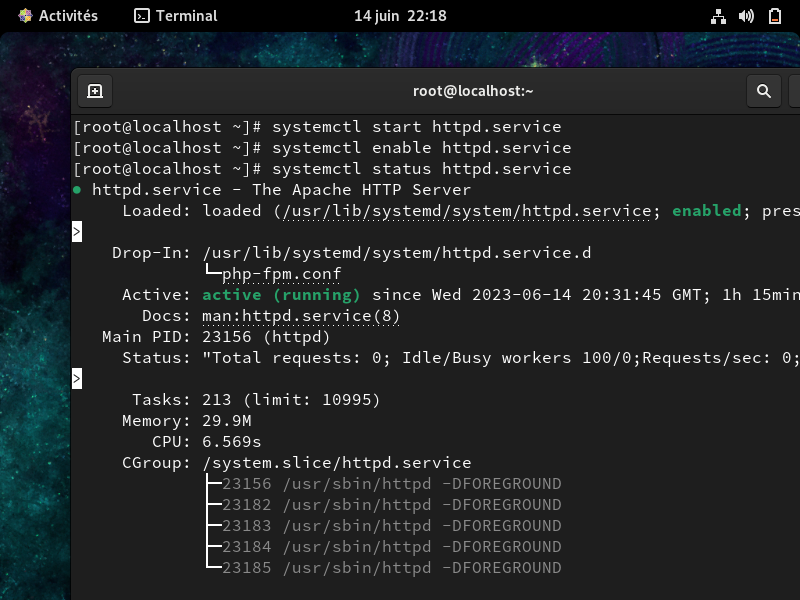 Activités Terminal 14 juin 22:18
root@localhost:~
[root@localhost ~]# systemctl start httpd.service
[root@localhost ~]# systemctl enable httpd.service
[root@localhost ~]# systemctl status httpd.service
● httpd.service - The Apache HTTP Server
Loaded: loaded (/usr/lib/systemd/system/httpd.service; enabled; pres
>
Drop-In: /usr/lib/systemd/system/httpd.service.d
└─php-fpm.conf
Active: active (running) since Wed 2023-06-14 20:31:45 GMT; 1h 15min
Docs: man:httpd.service(8)
Main PID: 23156 (httpd)
Status: "Total requests: 0; Idle/Busy workers 100/0;Requests/sec: 0;
>
Tasks: 213 (limit: 10995)
Memory: 29.9M
CPU: 6.569s
CGroup: /system.slice/httpd.service
├─23156 /usr/sbin/httpd -DFOREGROUND
├─23182 /usr/sbin/httpd -DFOREGROUND
├─23183 /usr/sbin/httpd -DFOREGROUND
├─23184 /usr/sbin/httpd -DFOREGROUND
└─23185 /usr/sbin/httpd -DFOREGROUND